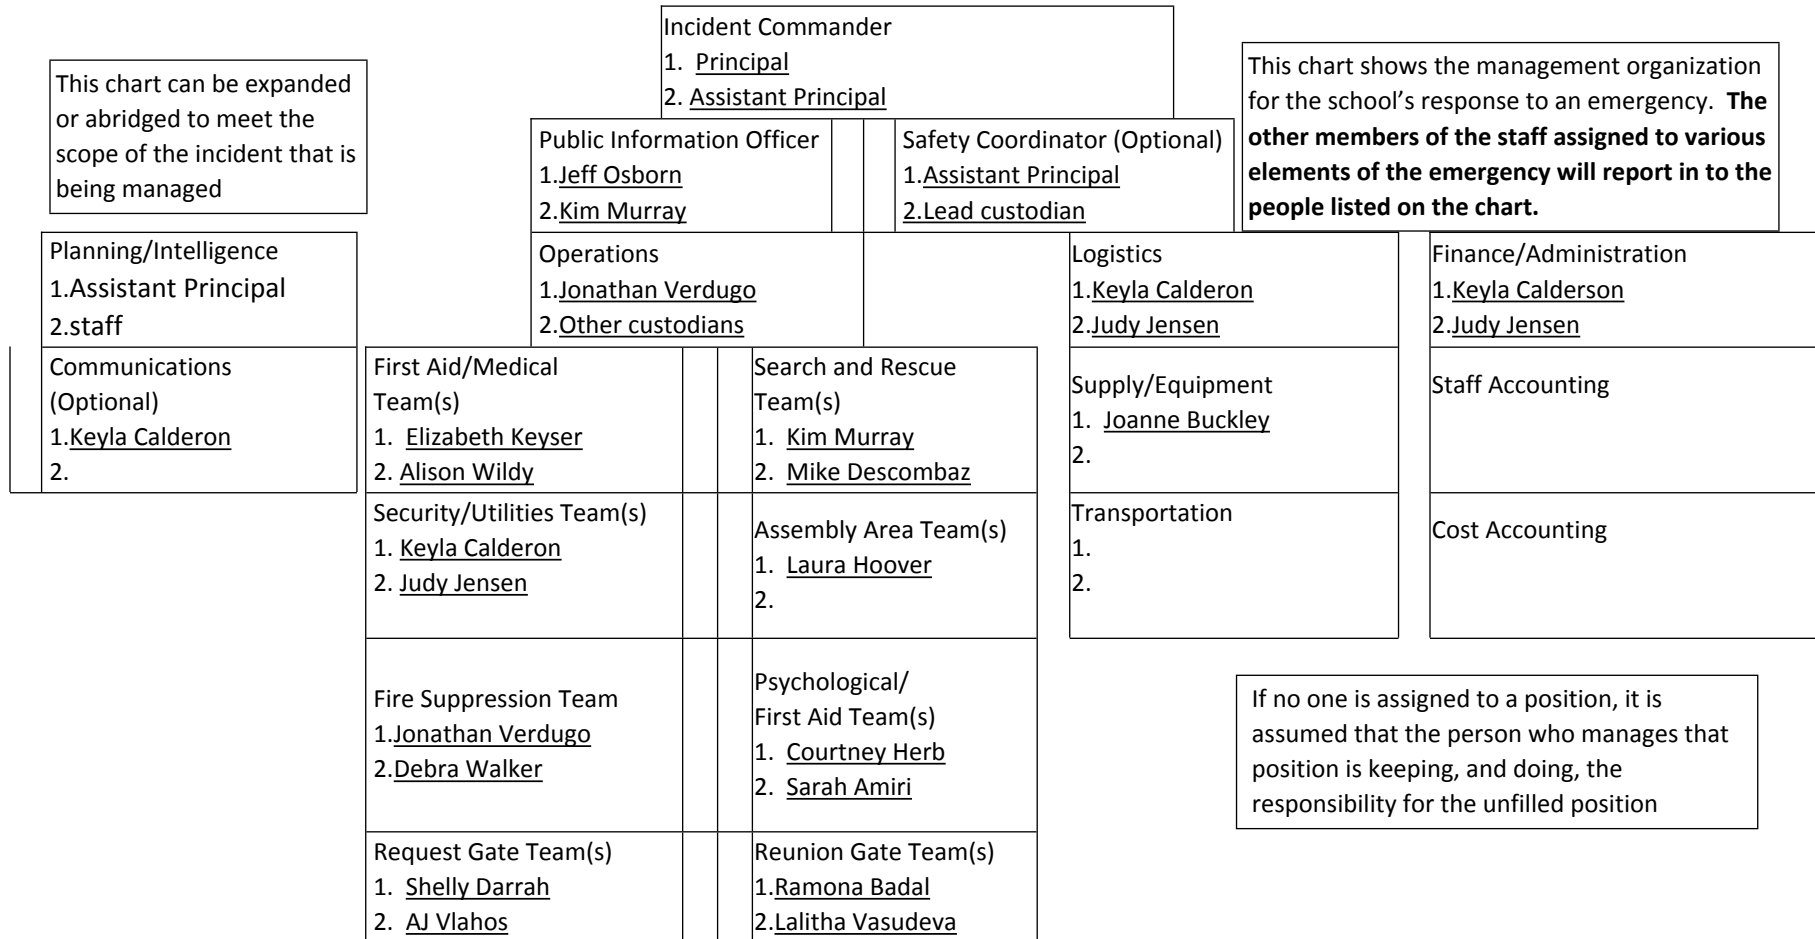 Incident Commander
1. Principal
2. Assistant Principal
This chart can be expanded
or abridged to meet the
scope of the incident that is
being managed
Public Information Officer
1.Jeff Osborn
2.Kim Murray
Safety Coordinator (Optional)
1.Assistant Principal
2.Lead custodian
This chart shows the management organization
for the school’s response to an emergency. The
other members of the staff assigned to various
elements of the emergency will report in to the
people listed on the chart.
Planning/Intelligence
1.Assistant Principal
2.staff
Operations
1.Jonathan Verdugo
2.Other custodians
Logistics
1.Keyla Calderon
2.Judy Jensen
Finance/Administration
1.Keyla Calderson
2.Judy Jensen
Communications
(Optional)
1.Keyla Calderon
2.
First Aid/Medical
Team(s)
1. Elizabeth Keyser
2. Alison Wildy
Search and Rescue
Team(s)
1. Kim Murray
2. Mike Descombaz
Supply/Equipment
1. Joanne Buckley
2.
Staff Accounting
Security/Utilities Team(s)
1. Keyla Calderon
2. Judy Jensen
Assembly Area Team(s)
1. Laura Hoover
2.
Transportation
1.
2.
Cost Accounting
Fire Suppression Team
1.Jonathan Verdugo
2.Debra Walker
Psychological/
First Aid Team(s)
1. Courtney Herb
2. Sarah Amiri
If no one is assigned to a position, it is
assumed that the person who manages that
position is keeping, and doing, the
responsibility for the unfilled position
Request Gate Team(s)
1. Shelly Darrah
2. AJ Vlahos
Reunion Gate Team(s)
1.Ramona Badal
2.Lalitha Vasudeva